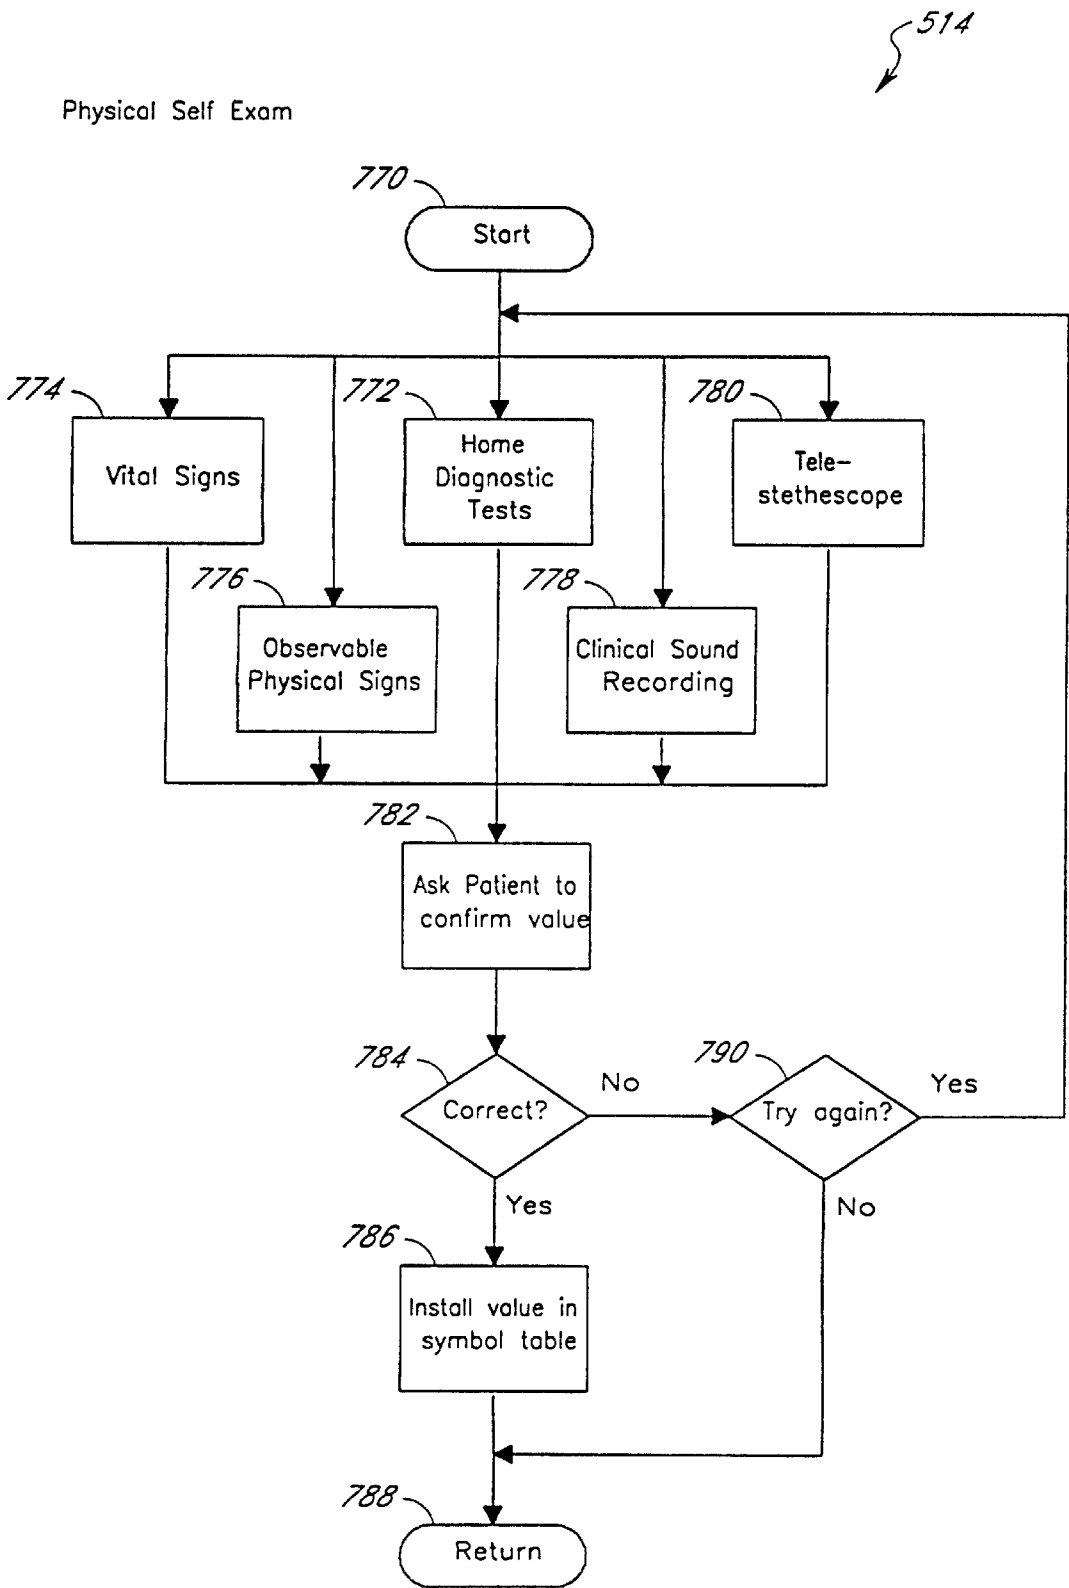 514
Physical Self Exam
770
Start
774
772
780
Vital Signs
Home
Diagnostic
Tests
Tele-
stethescope
776
778
Observable
Physical Signs
Clinical Sound
Recording
782
Ask Patient to
confirm value
784
790
Correct?
No
Try again?
Yes
Yes
No
786
Install value in
symbol table
788
Return